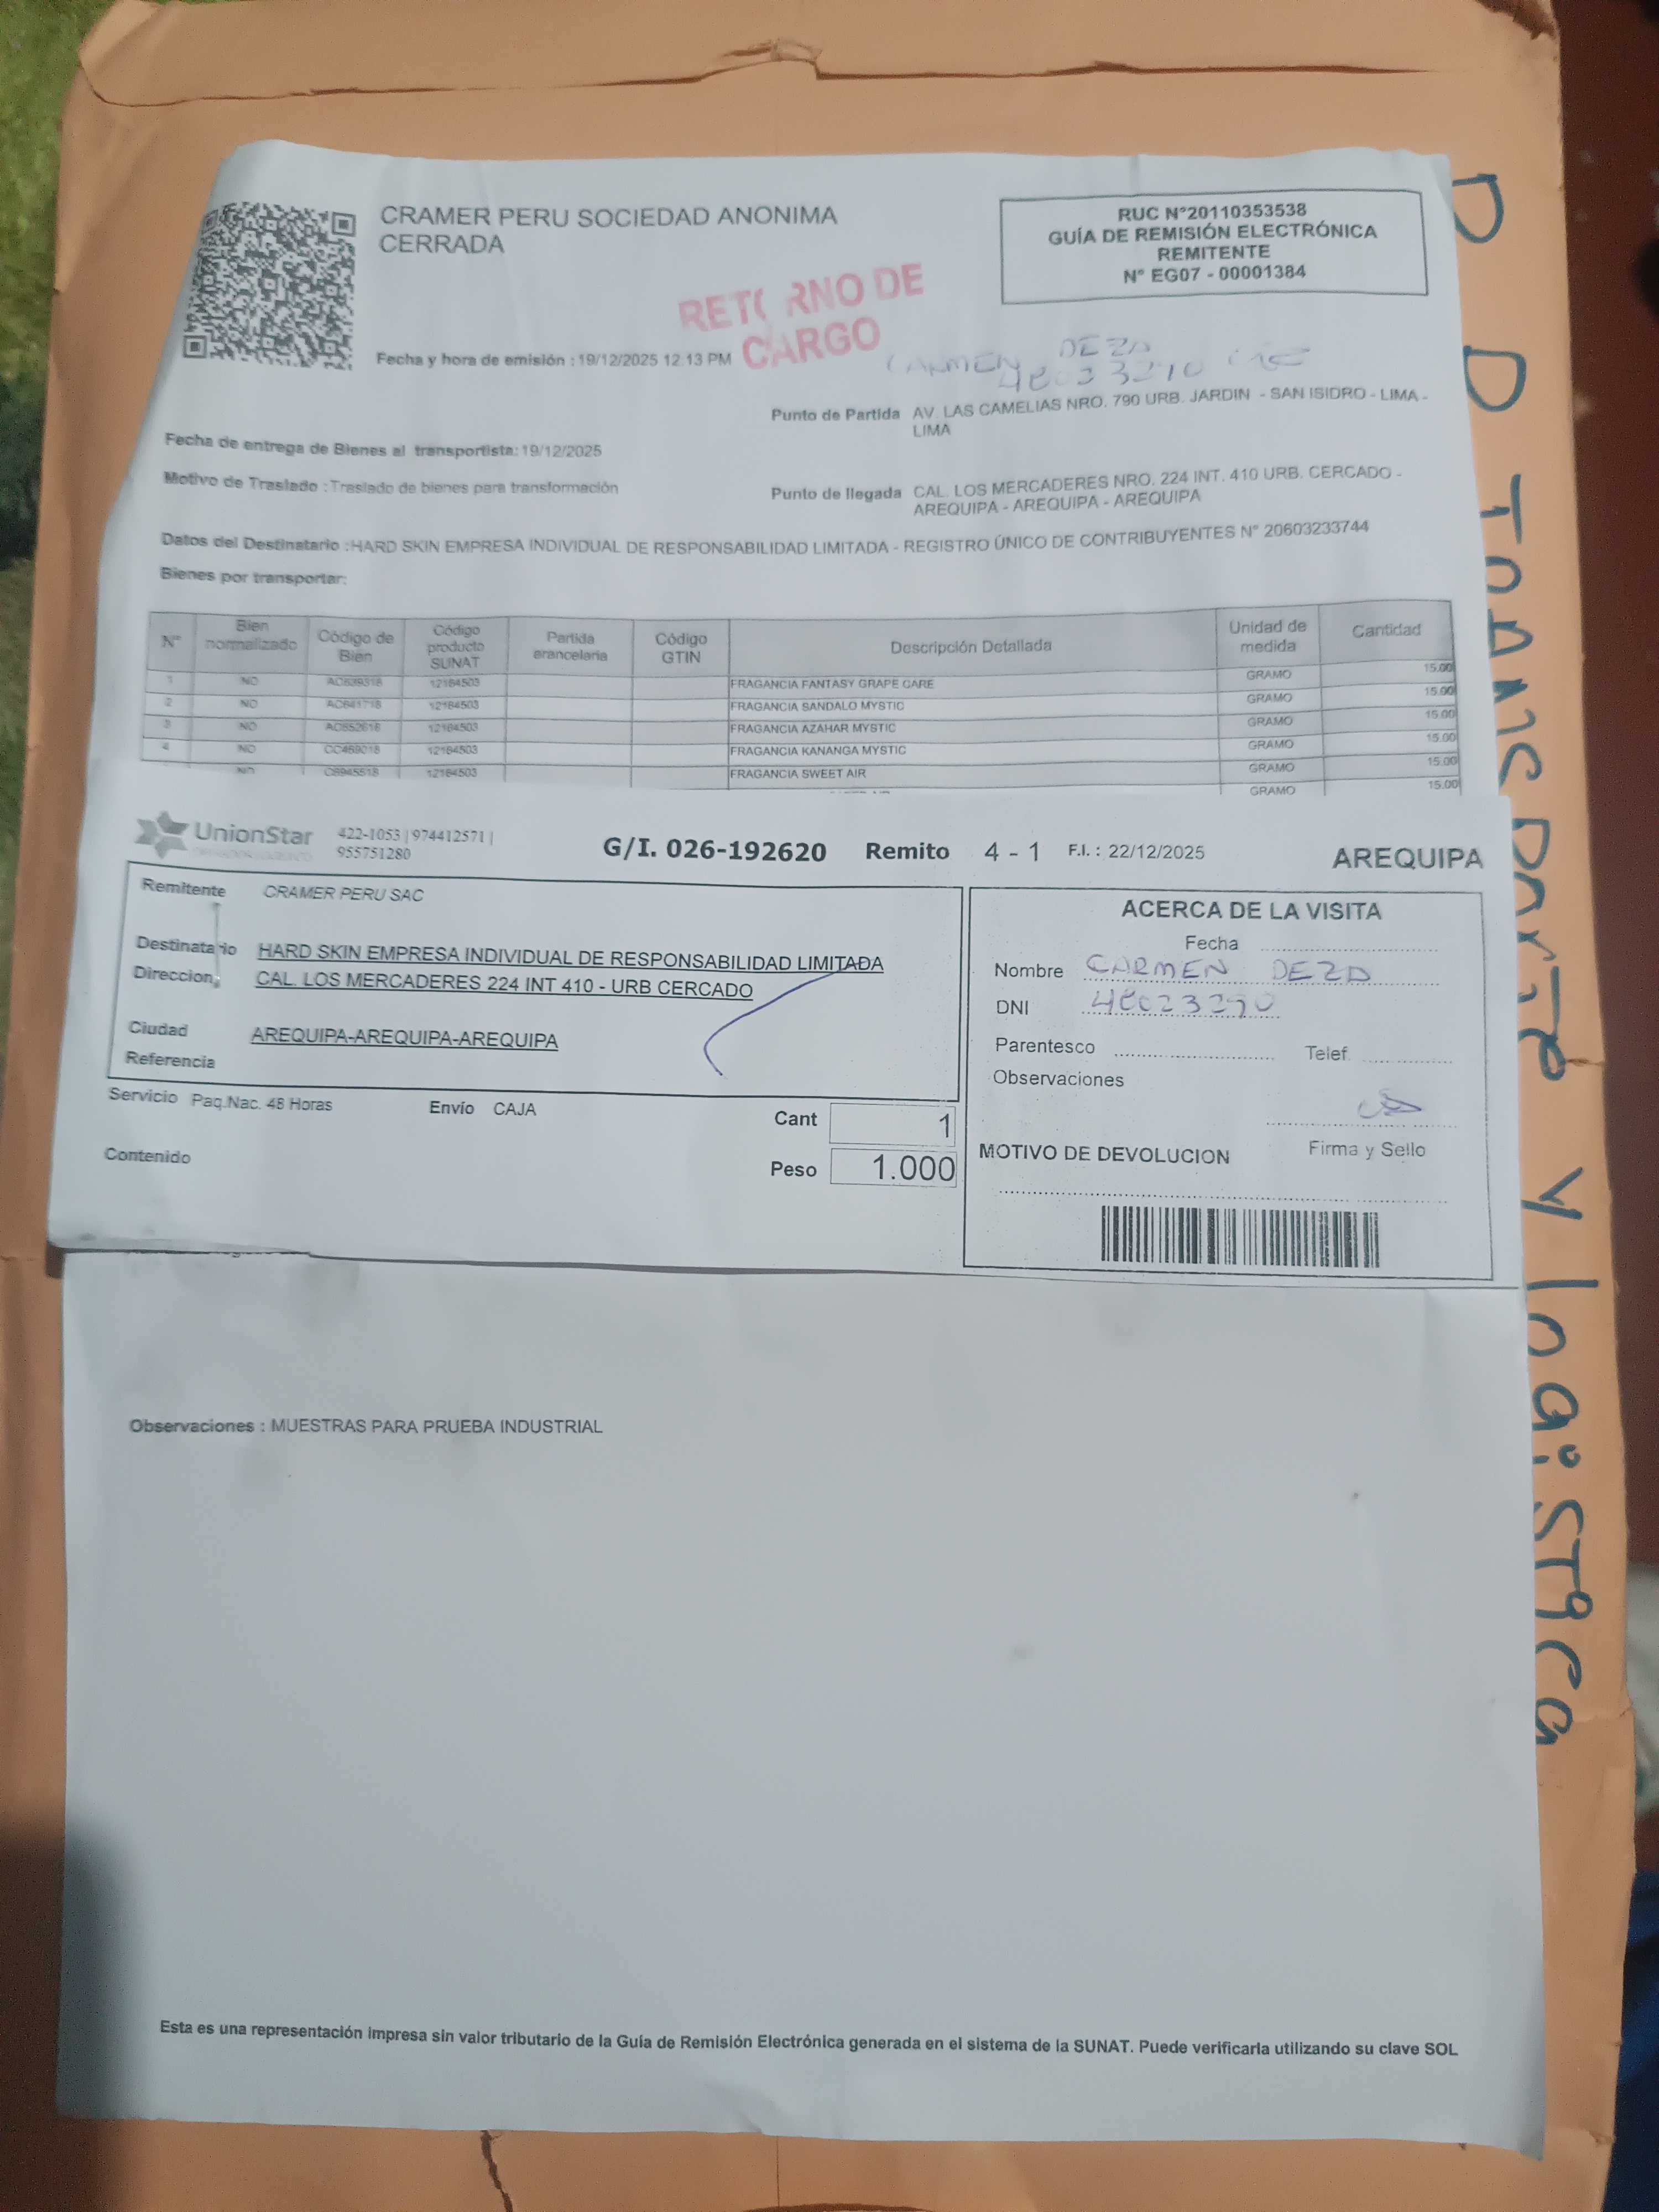 CRAMER PERU SOCIEDAD ANONIMA
CERRADA
RUC N°20110353538
GUÍA DE REMISIÓN ELECTRÓNICA
REMITENTE
N° EG07 - 00001384
RETORNO DE
CARGO
Fecha y hora de emisión : 19/12/2025 12:13 PM
CARMEN DEZA
Punto de Partida AV. LAS CAMELIAS NRO. 790 URB. JARDIN - SAN ISIDRO - LIMA -
LIMA
Fecha de entrega de Bienes al transportista: 19/12/2025
Motivo de Traslado : Traslado de bienes para transformación
Punto de llegada CAL. LOS MERCADERES NRO. 224 INT. 410 URB. CERCADO -
AREQUIPA - AREQUIPA - AREQUIPA
Datos del Destinatario : HARD SKIN EMPRESA INDIVIDUAL DE RESPONSABILIDAD LIMITADA - REGISTRO ÚNICO DE CONTRIBUYENTES N° 20603233744
Bienes por transportar:
N° Bien normalizado Código de Bien Código producto SUNAT Partida arancelaria Código GTIN Descripción Detallada Unidad de medida Cantidad
1 NO 12164503 FRAGANCIA FANTASY GRAPE CARE GRAMO 15.00
2 NO 12164503 FRAGANCIA SANDALO MYSTIC GRAMO 15.00
3 NO 12164503 FRAGANCIA AZAHAR MYSTIC GRAMO 15.00
4 NO 12164503 FRAGANCIA KANANGA MYSTIC GRAMO 15.00
NO 12164503 FRAGANCIA SWEET AIR GRAMO 15.00
GRAMO 15.00
UnionStar
422-1053 | 974412571 |
955751280
G/I. 026-192620 Remito 4 - 1 F.I. : 22/12/2025 AREQUIPA
Remitente CRAMER PERU SAC
Destinatario HARD SKIN EMPRESA INDIVIDUAL DE RESPONSABILIDAD LIMITADA
Direccion CAL. LOS MERCADERES 224 INT 410 - URB CERCADO
Ciudad AREQUIPA-AREQUIPA-AREQUIPA
Referencia
Servicio Paq.Nac. 48 Horas Envío CAJA
Cant 1
Contenido
Peso 1.000
ACERCA DE LA VISITA
Fecha
Nombre CARMEN DEZA
DNI
Parentesco Telef.
Observaciones
Firma y Sello
MOTIVO DE DEVOLUCION
Observaciones : MUESTRAS PARA PRUEBA INDUSTRIAL
Esta es una representación impresa sin valor tributario de la Guía de Remisión Electrónica generada en el sistema de la SUNAT. Puede verificarla utilizando su clave SOL
D D TRANSPORTE Y LOGISTICA